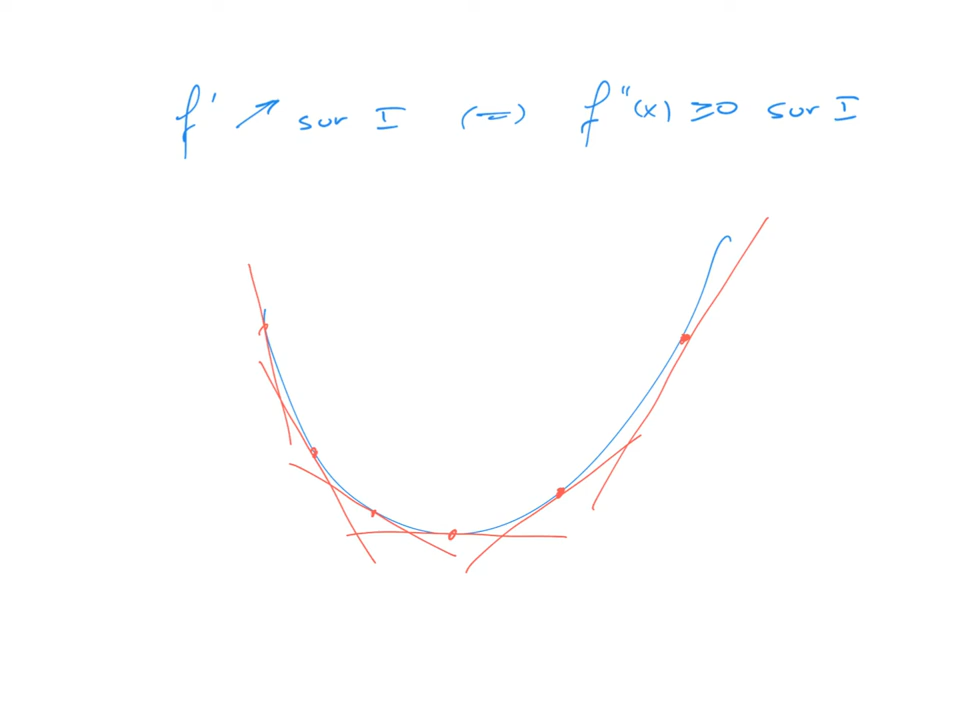 f' ↗ sur I (=) f"(x) ≥0 sur I